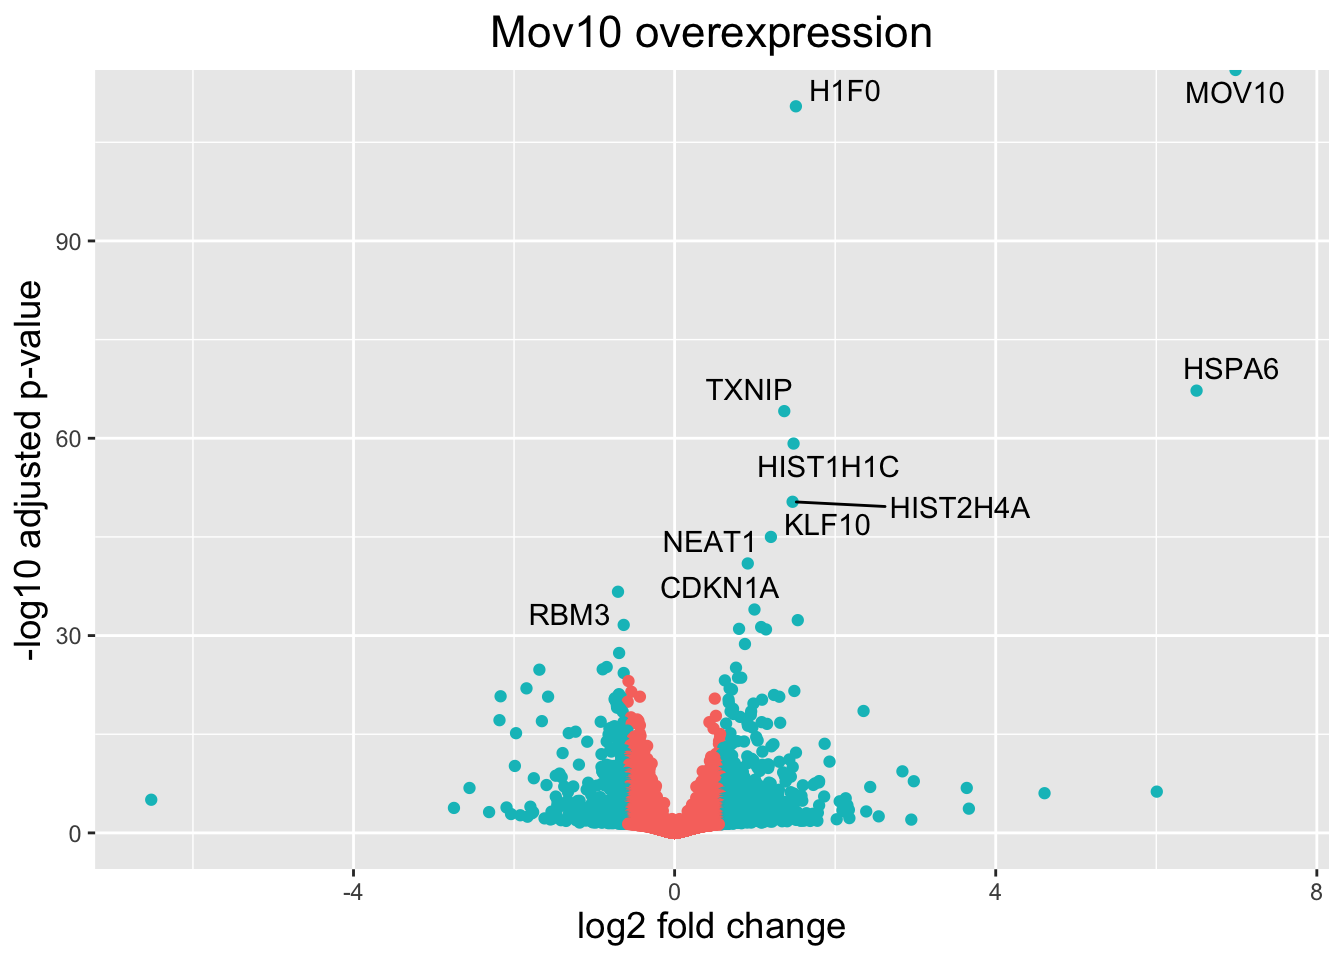 Mov10 overexpression
H1F0
MOV10
90
HSPA6
TXNIP
60
HIST1H1C
HIST2H4A
KLF10
NEAT1
CDKN1A
RBM3
30
0
-log10 adjusted p-value
-4
0
4
8
log2 fold change